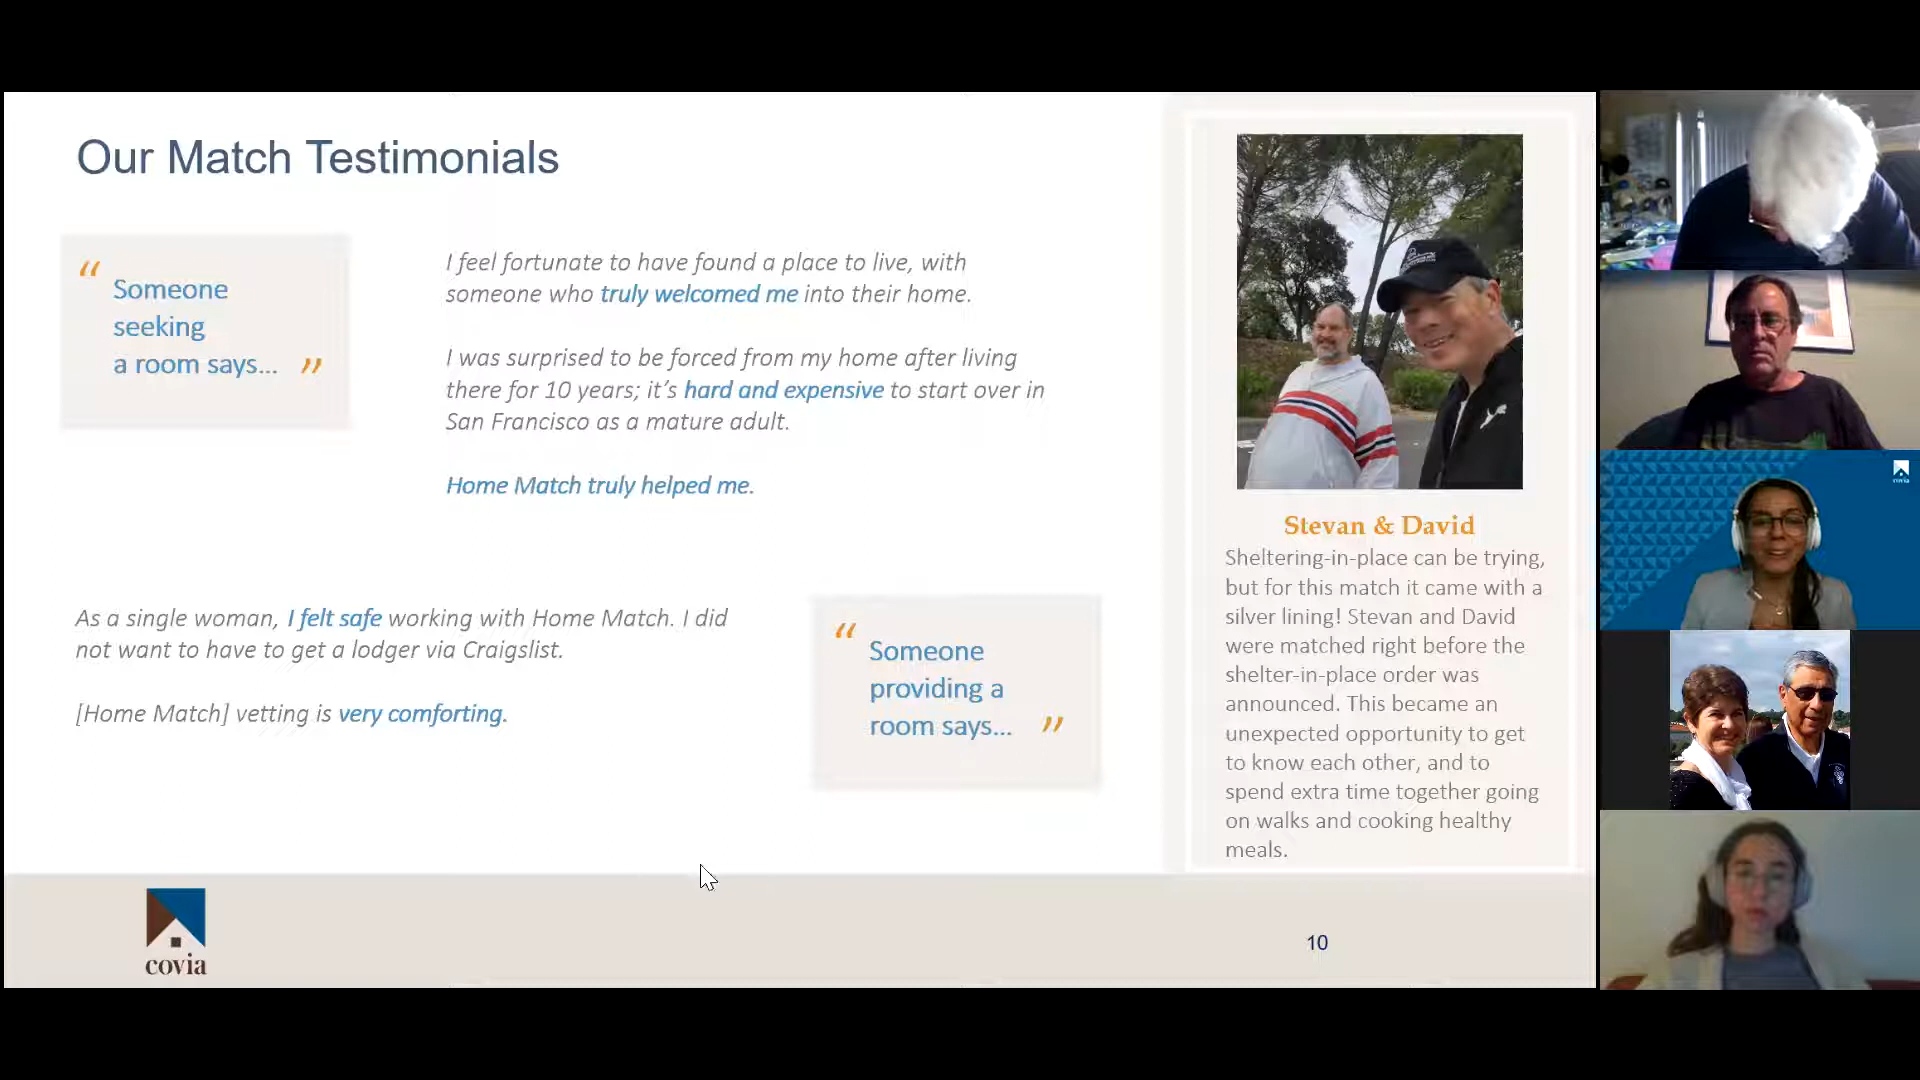 Our Match Testimonials
“ Someone
seeking
a room says... ”
I feel fortunate to have found a place to live, with
someone who truly welcomed me into their home.
I was surprised to be forced from my home after living
there for 10 years; it’s hard and expensive to start over in
San Francisco as a mature adult.
Home Match truly helped me.
As a single woman, I felt safe working with Home Match. I did
not want to have to get a lodger via Craigslist.
[Home Match] vetting is very comforting.
“ Someone
providing a
room says... ”
Stevan & David
Sheltering-in-place can be trying,
but for this match it came with a
silver lining! Stevan and David
were matched right before the
shelter-in-place order was
announced. This became an
unexpected opportunity to get
to know each other, and to
spend extra time together going
on walks and cooking healthy
meals.
covia
10
covia